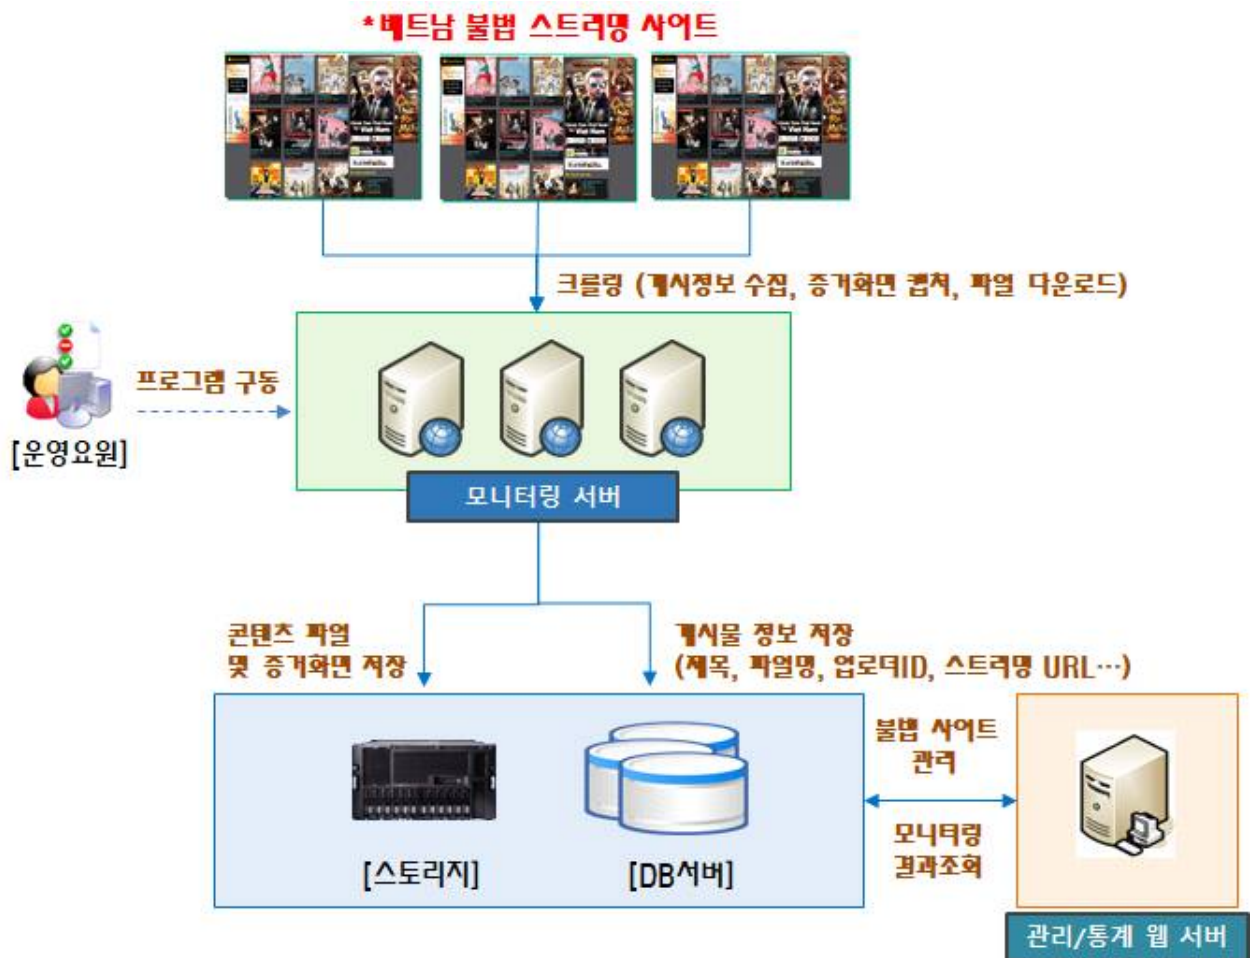 *베트남 불법 스트리밍 사이트
크롤링 (게시정보 수집, 증거화면 캡처, 파일 다운로드)
프로그램 구동
[운영요원]
모니터링 서버
콘텐츠 파일
및 증거화면 저장
게시물 정보 저장
(제목, 파일명, 업로더ID, 스트리밍 URL…)
불법 사이트
관리
모니터링
결과조회
[스토리지]
[DB서버]
관리/통계 웹 서버